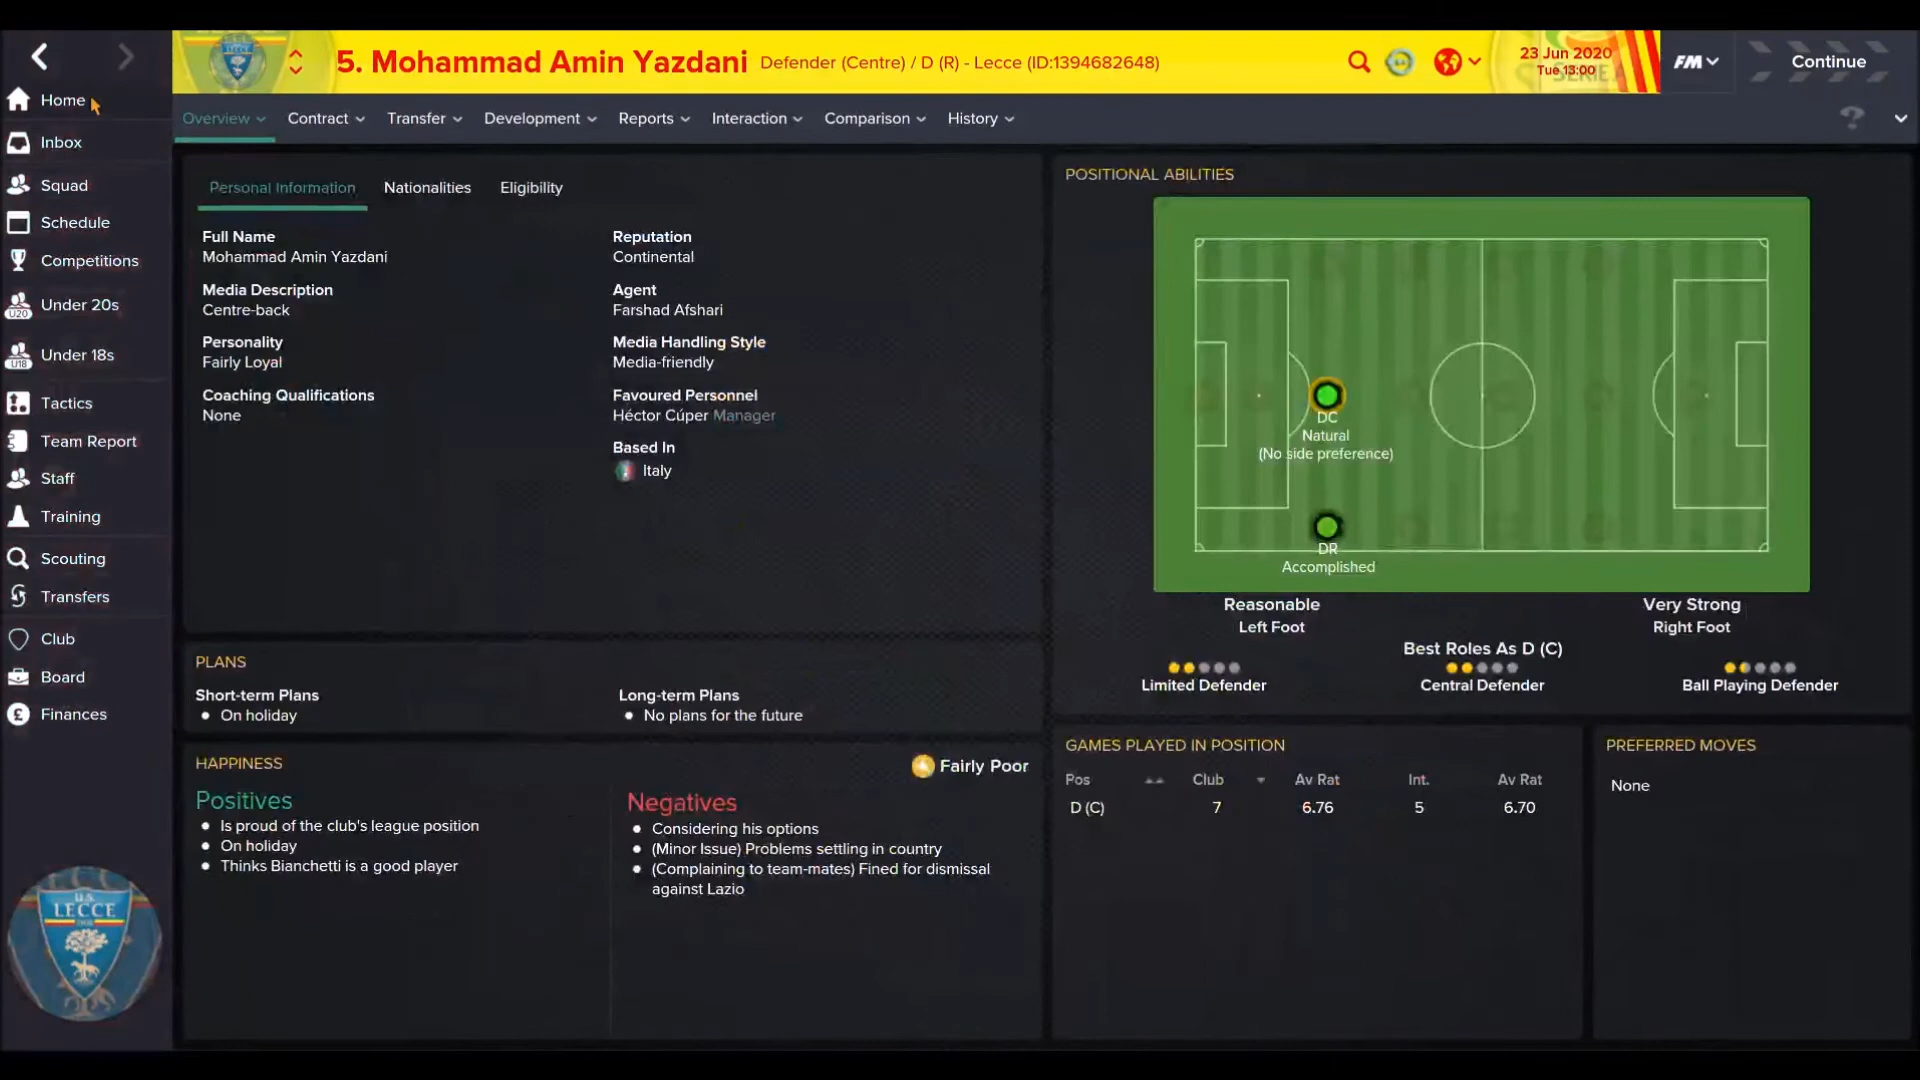 5. Mohammad Amin Yazdani Defender (Centre) / D (R) - Lecce (ID:1394682648)
23 Jun 2020
Tue 13:00
FM
Continue
Home
Inbox
Squad
Schedule
Competitions
U20 Under 20s
U18 Under 18s
Tactics
Team Report
Staff
Training
Scouting
Transfers
Club
Board
Finances
U.S.
LECCE
Overview Contract Transfer Development Reports Interaction Comparison History
Personal Information Nationalities Eligibility
Full Name
Mohammad Amin Yazdani
Media Description
Centre-back
Personality
Fairly Loyal
Coaching Qualifications
None
Reputation
Continental
Agent
Farshad Afshari
Media Handling Style
Media-friendly
Favoured Personnel
Héctor Cúper Manager
Based In
Italy
PLANS
Short-term Plans
On holiday
Long-term Plans
No plans for the future
HAPPINESS
Fairly Poor
Positives
Is proud of the club's league position
On holiday
Thinks Bianchetti is a good player
Negatives
Considering his options
(Minor Issue) Problems settling in country
(Complaining to team-mates) Fined for dismissal
against Lazio
POSITIONAL ABILITIES
DC
Natural
(No side preference)
DR
Accomplished
Reasonable
Left Foot
Very Strong
Right Foot
Best Roles As D (C)
Limited Defender
Central Defender
Ball Playing Defender
GAMES PLAYED IN POSITION
Pos Club Av Rat Int. Av Rat
D (C) 7 6.76 5 6.70
PREFERRED MOVES
None